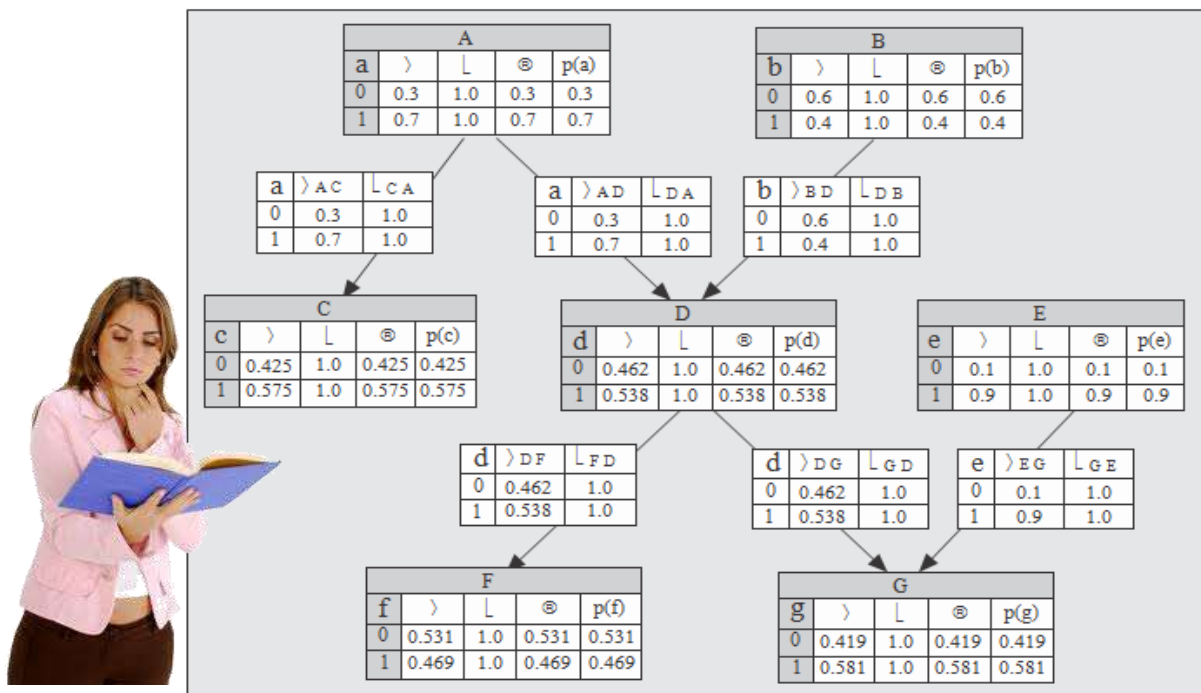 A
a 〉 ⎣ ® p(a)
0 0.3 1.0 0.3 0.3
1 0.7 1.0 0.7 0.7
B
b 〉 ⎣ ® p(b)
0 0.6 1.0 0.6 0.6
1 0.4 1.0 0.4 0.4
a 〉AC ⎣CA
0 0.3 1.0
1 0.7 1.0
a 〉AD ⎣DA
0 0.3 1.0
1 0.7 1.0
b 〉BD ⎣DB
0 0.6 1.0
1 0.4 1.0
C
c 〉 ⎣ ® p(c)
0 0.425 1.0 0.425 0.425
1 0.575 1.0 0.575 0.575
D
d 〉 ⎣ ® p(d)
0 0.462 1.0 0.462 0.462
1 0.538 1.0 0.538 0.538
E
e 〉 ⎣ ® p(e)
0 0.1 1.0 0.1 0.1
1 0.9 1.0 0.9 0.9
d 〉DF ⎣FD
0 0.462 1.0
1 0.538 1.0
d 〉DG ⎣GD
0 0.462 1.0
1 0.538 1.0
e 〉EG ⎣GE
0 0.1 1.0
1 0.9 1.0
F
f 〉 ⎣ ® p(f)
0 0.531 1.0 0.531 0.531
1 0.469 1.0 0.469 0.469
G
g 〉 ⎣ ® p(g)
0 0.419 1.0 0.419 0.419
1 0.581 1.0 0.581 0.581